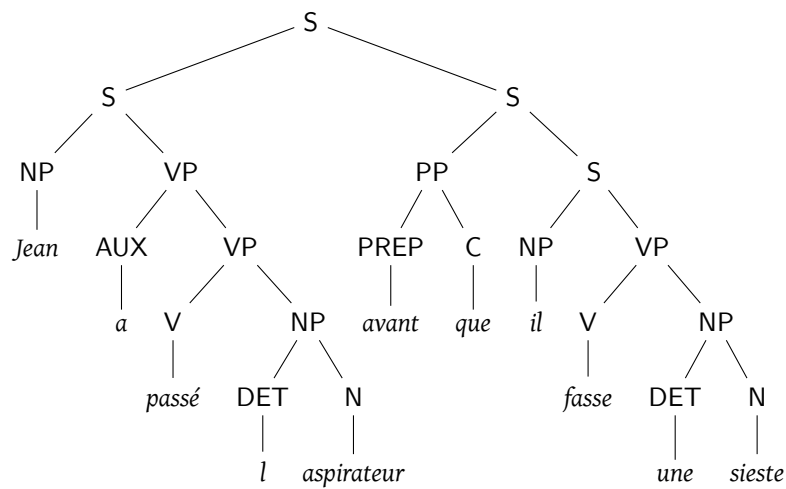 S
S S
NP VP PP S
Jean AUX VP PREP C NP VP
a V NP avant que il V NP
passé DET N fasse DET N
l aspirateur une sieste